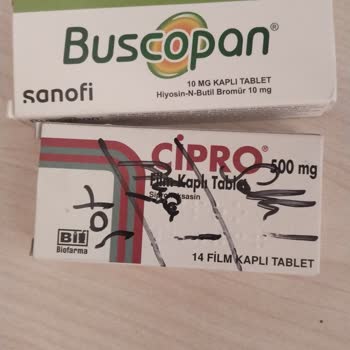 Buscopan®
10 MG KAPLI TABLET
Hiyosin-N-Butil Bromür 10 mg
sanofi
CİPRO® 500 mg
Film Kaplı Tablet
Bif
Biofarma
14 FİLM KAPLI TABLET